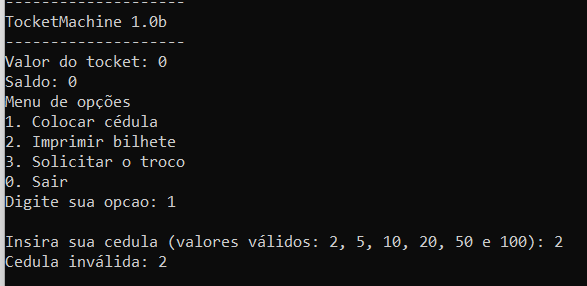 --------------------
TocketMachine 1.0b
--------------------
Valor do tocket: 0
Saldo: 0
Menu de opções
1. Colocar cédula
2. Imprimir bilhete
3. Solicitar o troco
0. Sair
Digite sua opcao: 1
Insira sua cedula (valores válidos: 2, 5, 10, 20, 50 e 100): 2
Cedula inválida: 2